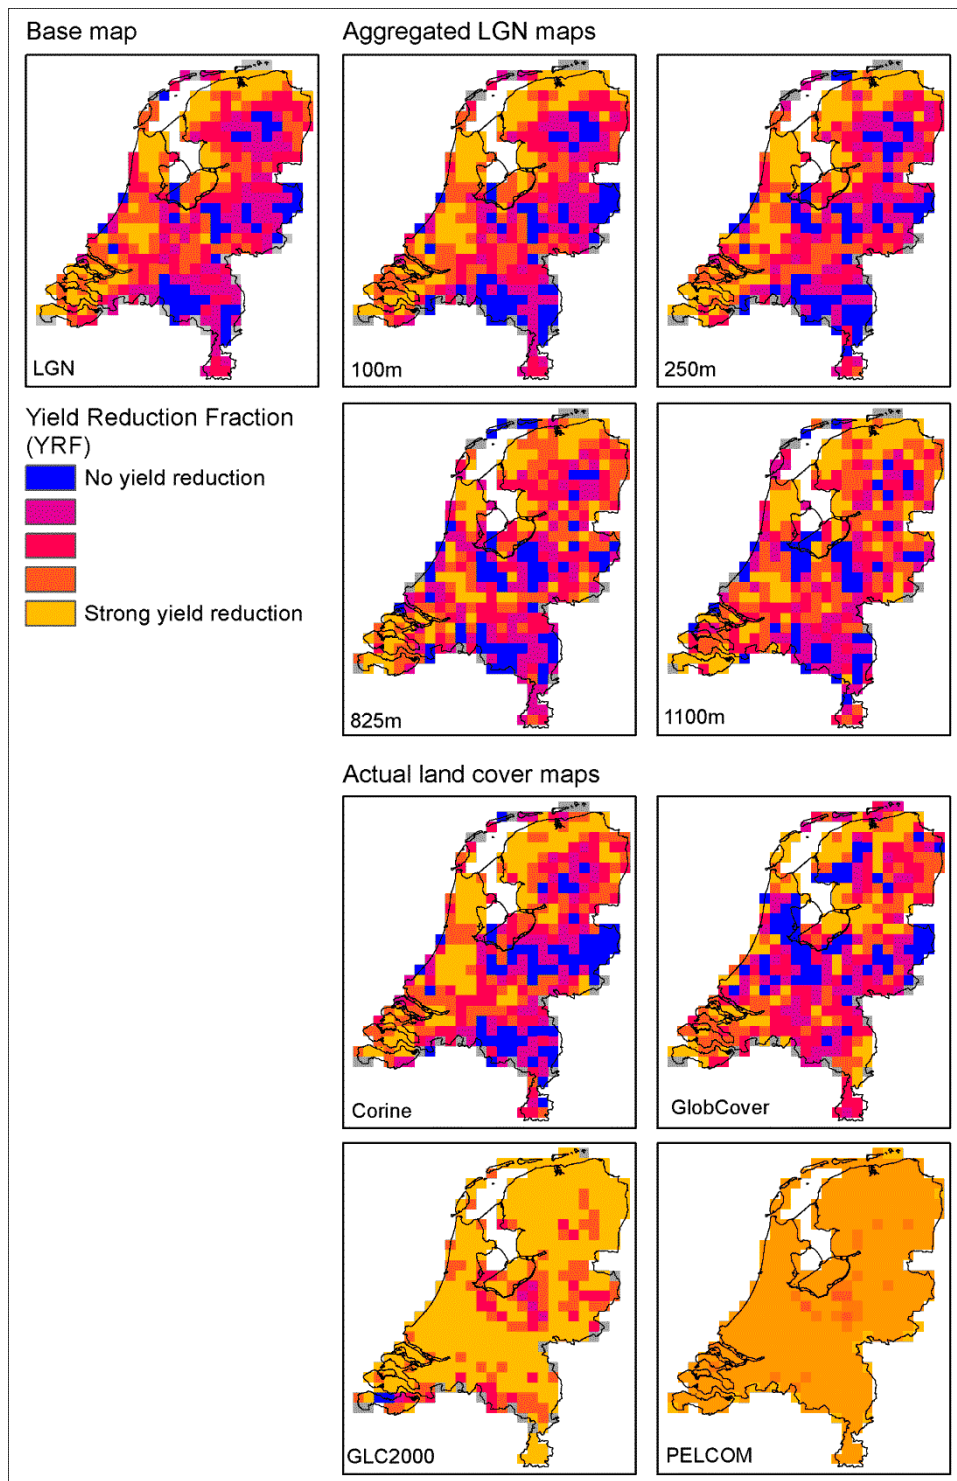 Base map
Aggregated LGN maps
LGN
100m
250m
Yield Reduction Fraction
(YRF)
No yield reduction
Strong yield reduction
825m
1100m
Actual land cover maps
Corine
GlobCover
GLC2000
PELCOM